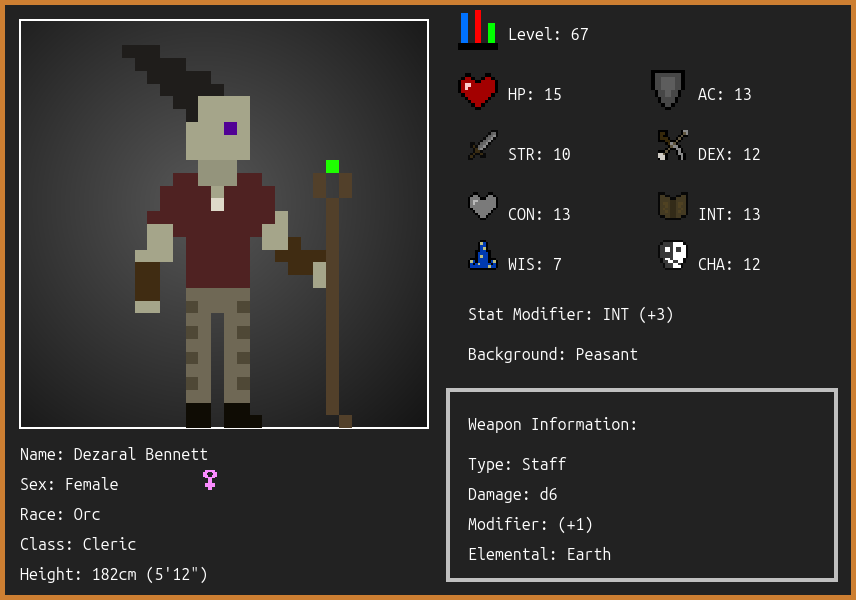 Level: 67
HP: 15
AC: 13
STR: 10
DEX: 12
CON: 13
INT: 13
WIS: 7
CHA: 12
Stat Modifier: INT (+3)
Background: Peasant
Weapon Information:
Type: Staff
Damage: d6
Modifier: (+1)
Elemental: Earth
Name: Dezaral Bennett
Sex: Female
Race: Orc
Class: Cleric
Height: 182cm (5'12")